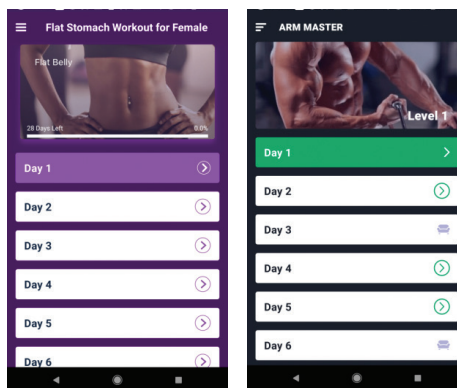 Flat Stomach Workout for Female
Flat Belly
28 Days Left
0.0%
Day 1
Day 2
Day 3
Day 4
Day 5
Day 6
ARM MASTER
Level 1
Day 1
Day 2
Day 3
Day 4
Day 5
Day 6